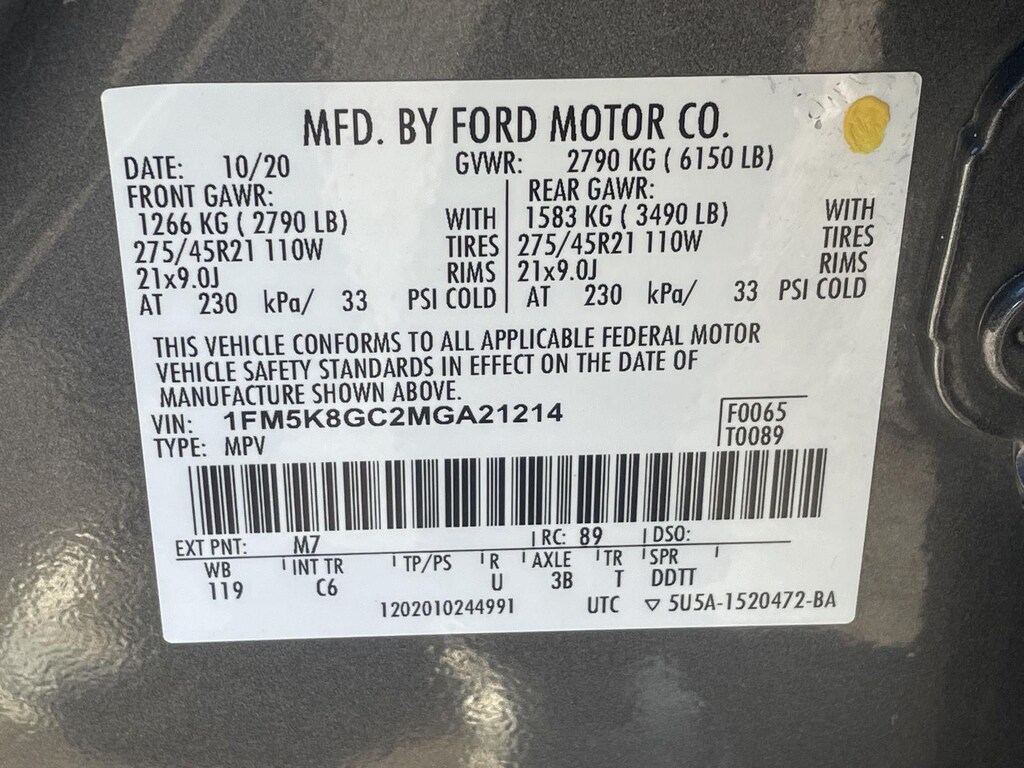 MFD. BY FORD MOTOR CO.
DATE: 10/20 GVWR: 2790 KG ( 6150 LB)
FRONT GAWR: REAR GAWR:
1266 KG ( 2790 LB) WITH 1583 KG ( 3490 LB) WITH
275/45R21 110W TIRES 275/45R21 110W TIRES
21x9.0J RIMS 21x9.0J RIMS
AT 230 kPa/ 33 PSI COLD AT 230 kPa/ 33 PSI COLD
THIS VEHICLE CONFORMS TO ALL APPLICABLE FEDERAL MOTOR
VEHICLE SAFETY STANDARDS IN EFFECT ON THE DATE OF
MANUFACTURE SHOWN ABOVE.
VIN: 1FM5K8GC2MGA21214 F0065
TYPE: MPV T0089
EXT PNT: M7 RC: 89 DSO:
WB INT TR TP/PS R AXLE TR SPR
119 C6 U 3B T DDTT
1202010244991 UTC ▽ 5U5A-1520472-BA